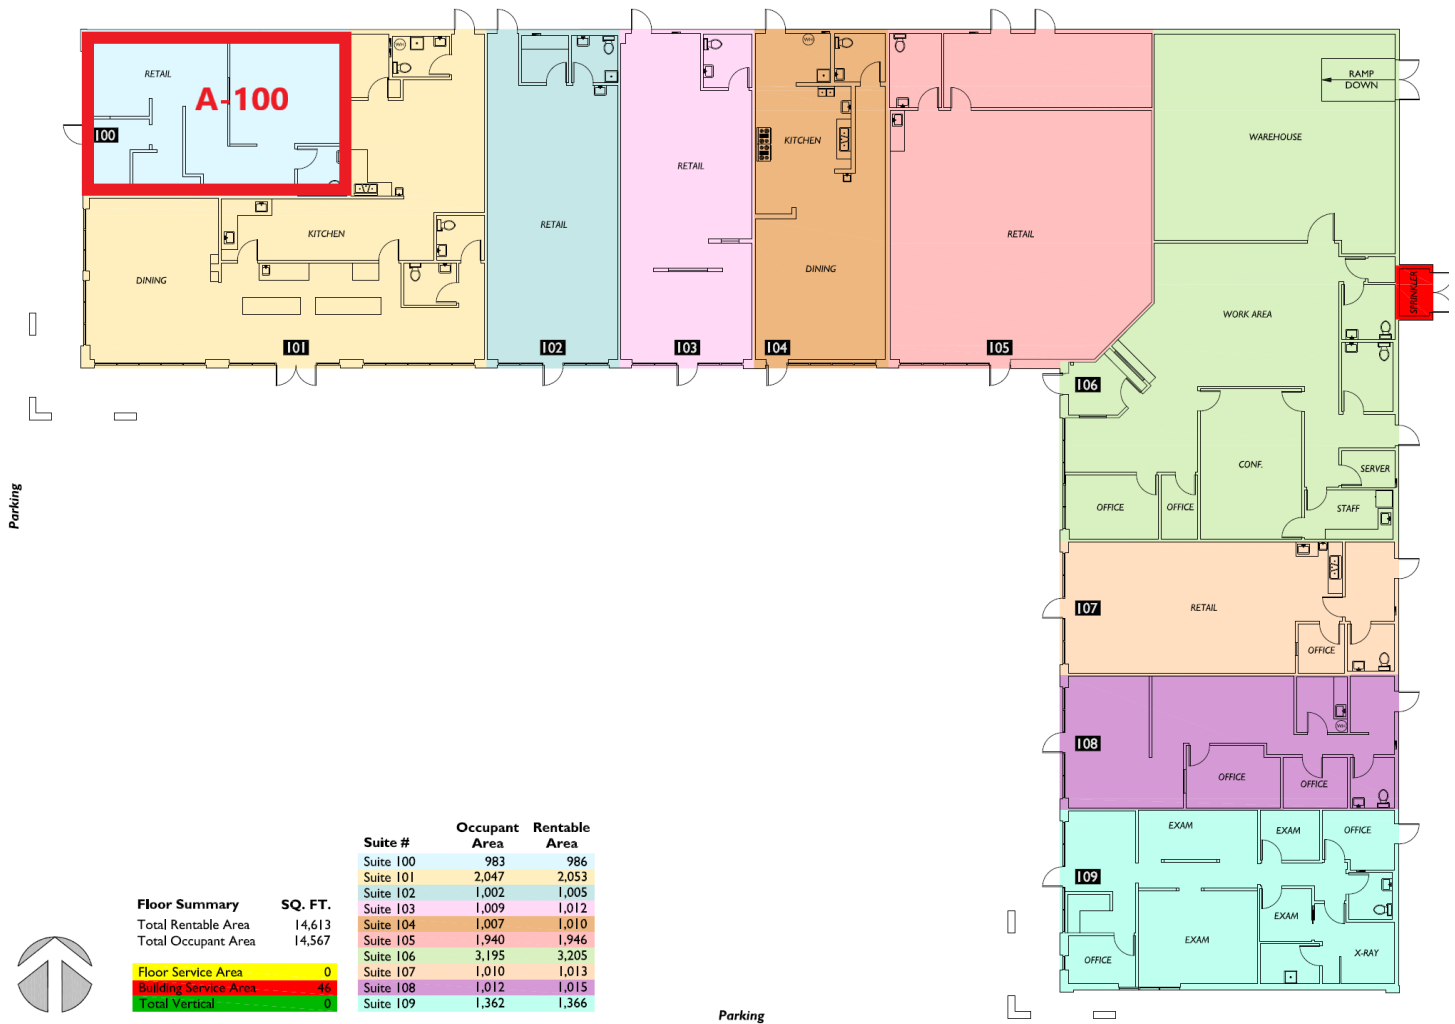 RETAIL
A-100
100
WH
KITCHEN
DINING
101
RETAIL
102
RETAIL
103
WH
KITCHEN
DINING
104
RETAIL
105
RAMP
DOWN
WAREHOUSE
SPRINKLER
WORK AREA
106
CONF.
SERVER
OFFICE
OFFICE
STAFF
107
RETAIL
OFFICE
108
WH
OFFICE
OFFICE
EXAM
EXAM
OFFICE
109
EXAM
EXAM
OFFICE
X-RAY
Parking
Parking
Floor Summary SQ. FT.
Total Rentable Area 14,613
Total Occupant Area 14,567
Floor Service Area 0
Building Service Area 46
Total Vertical 0
Occupant Rentable
Suite # Area Area
Suite 100 983 986
Suite 101 2,047 2,053
Suite 102 1,002 1,005
Suite 103 1,009 1,012
Suite 104 1,007 1,010
Suite 105 1,940 1,946
Suite 106 3,195 3,205
Suite 107 1,010 1,013
Suite 108 1,012 1,015
Suite 109 1,362 1,366